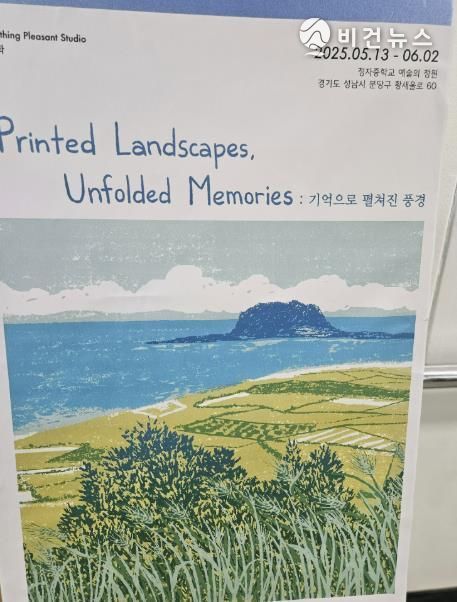 thing Pleasant Studio
비건뉴스
2025.05.13 - 06.02
정자중학교 예술의 정원
경기도 성남시 분당구 황새울로 60
Printed Landscapes,
Unfolded Memories : 기억으로 펼쳐진 풍경